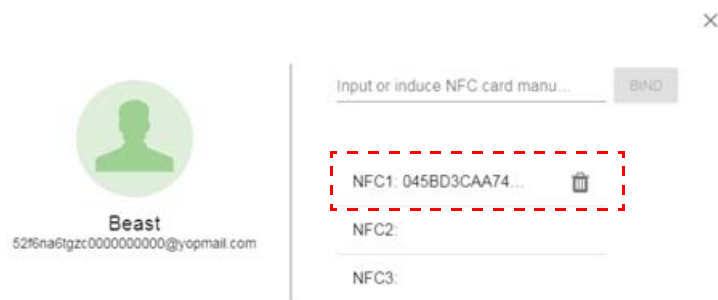 Beast
52f6na6tgzc0000000000@yopmail.com
Input or induce NFC card manu...
BIND
NFC1: 045BD3CAA74...
NFC2:
NFC3: